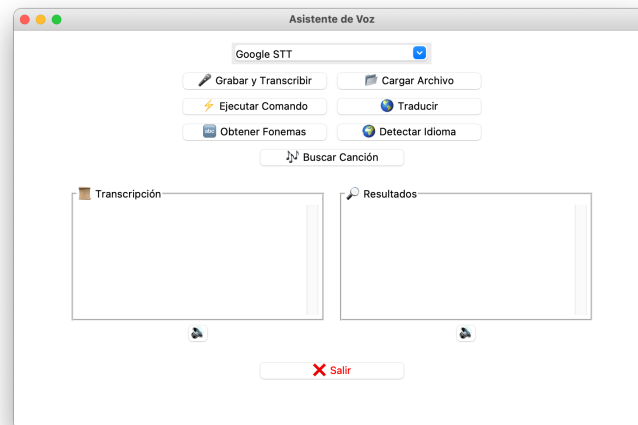 Asistente de Voz
Google STT
Grabar y Transcribir
Cargar Archivo
Ejecutar Comando
Traducir
abc Obtener Fonemas
Detectar Idioma
Buscar Canción
Transcripción
Resultados
Salir